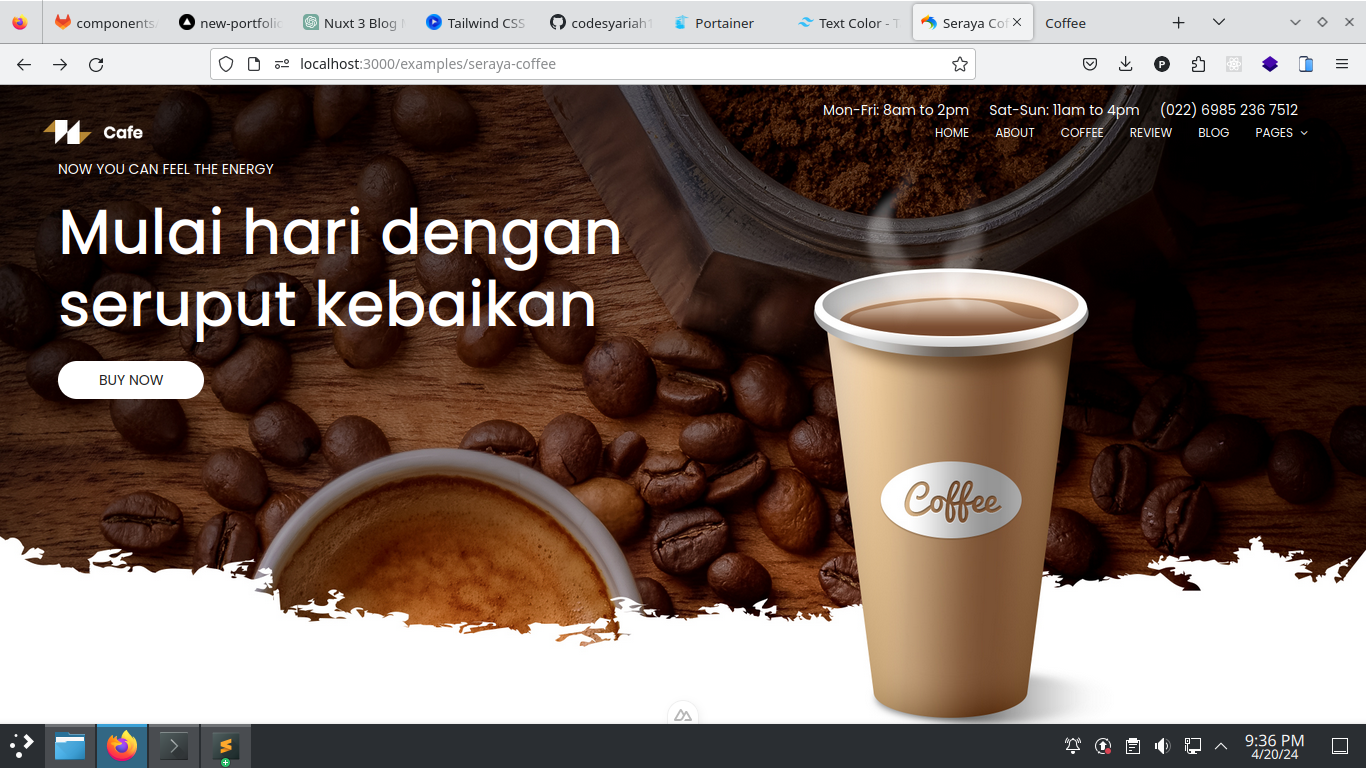 components
new-portfolio
Nuxt 3 Blog
Tailwind CSS
codesyariah1
Portainer
Text Color - T
Seraya Cof
Coffee
localhost:3000/examples/seraya-coffee
Mon-Fri: 8am to 2pm Sat-Sun: 11am to 4pm (022) 6985 236 7512
Cafe
HOME ABOUT COFFEE REVIEW BLOG PAGES
NOW YOU CAN FEEL THE ENERGY
Mulai hari dengan
seruput kebaikan
BUY NOW
Coffee
9:36 PM
4/20/24